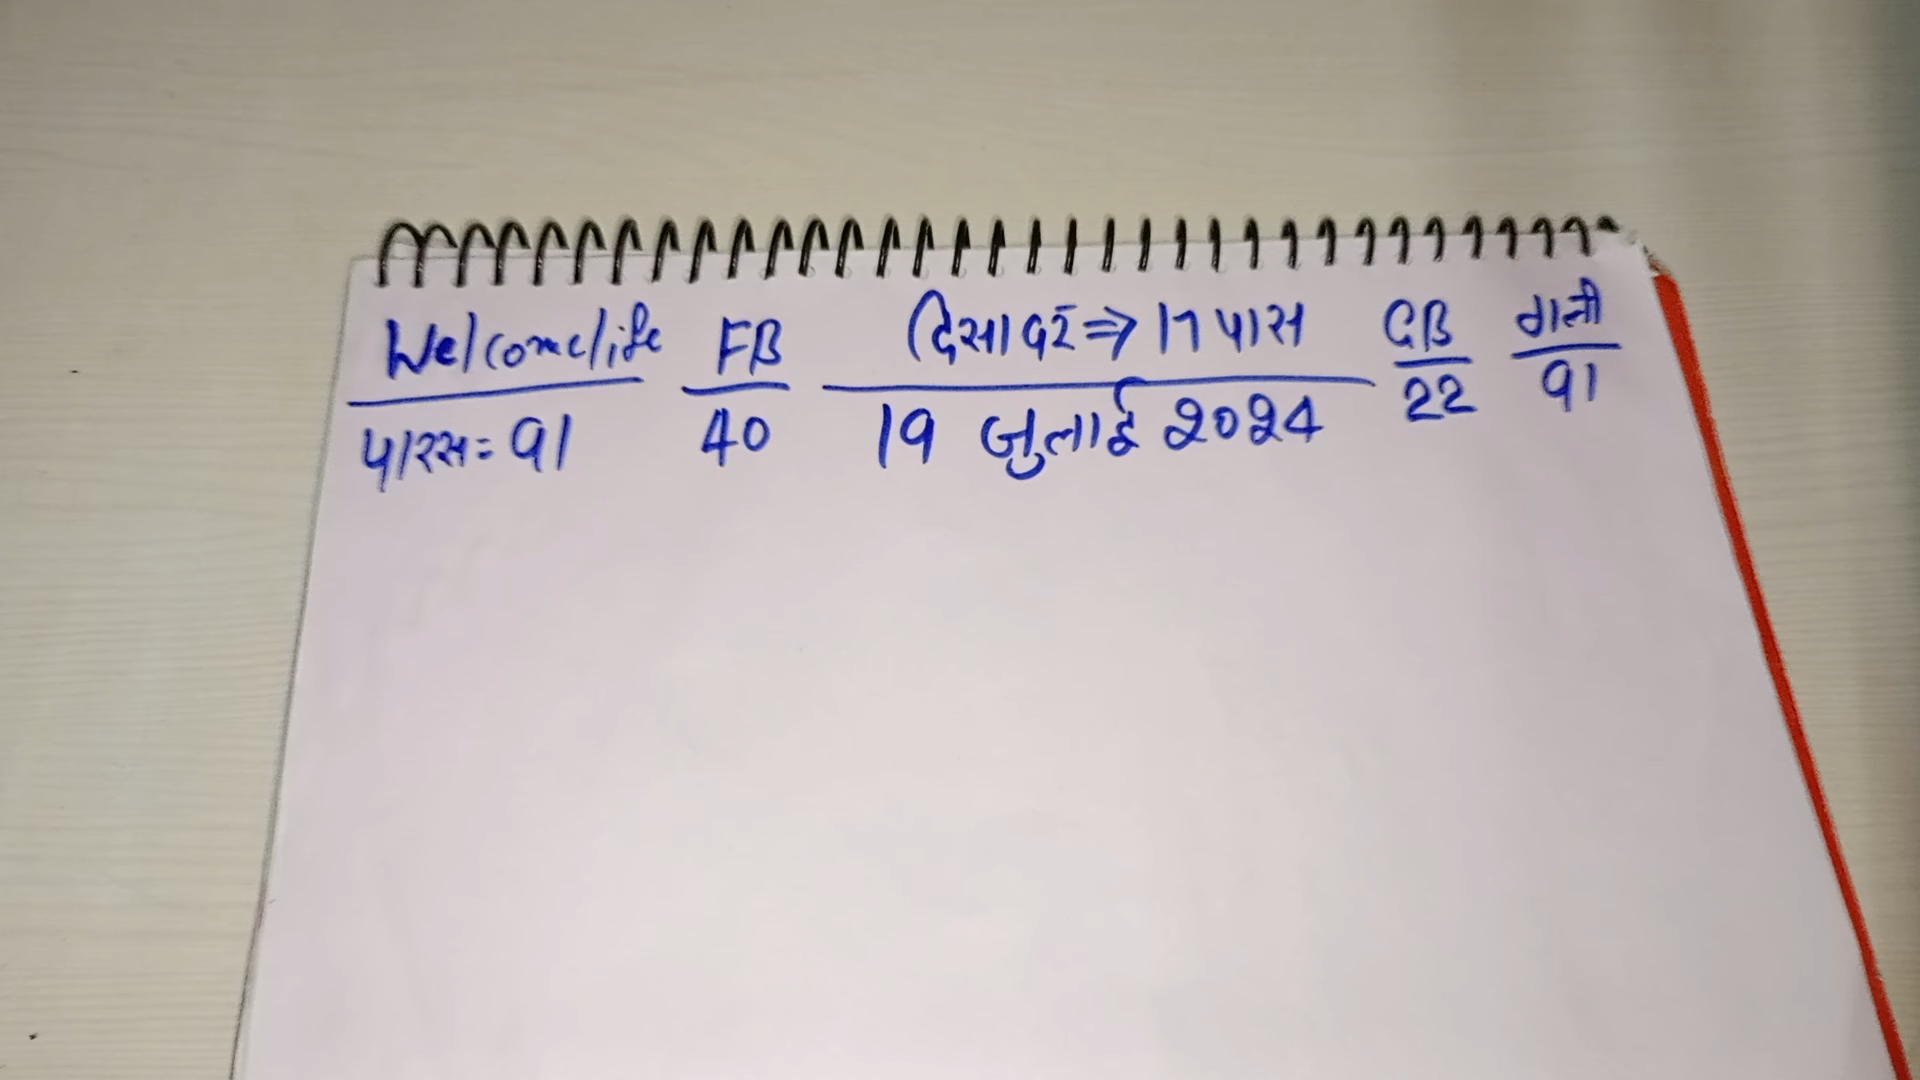 Welcomelife FB दिसावर ⇒ 17 पास GB गली
पारस = 91 40 19 जुलाई 2024 22 91